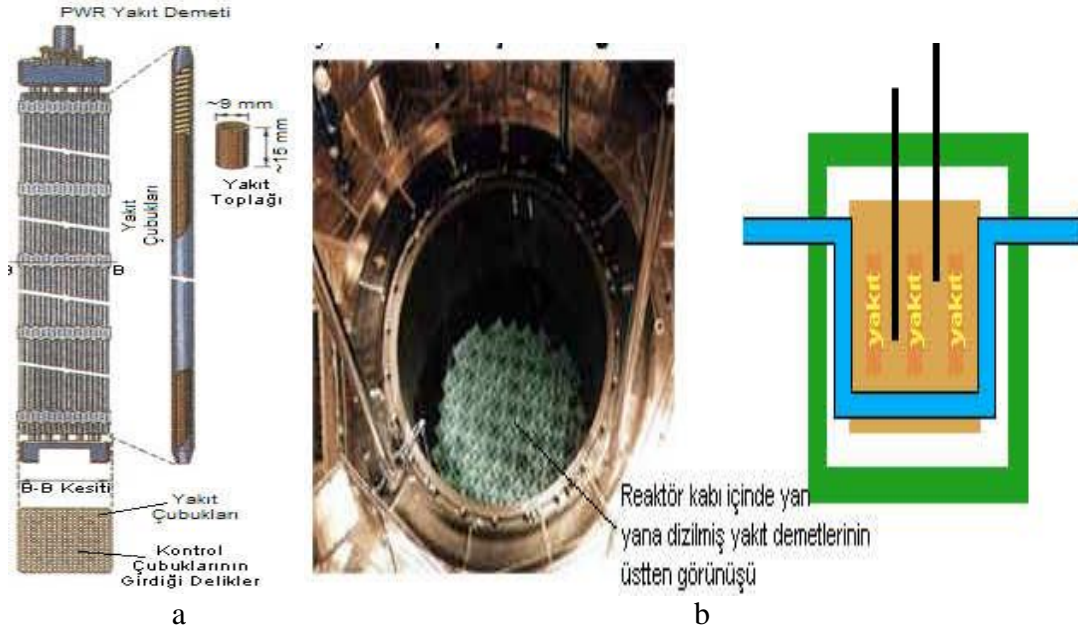 PWR Yakıt Demeti
~9 mm
~15 mm
Yakıt
Toplağı
Yakıt
Çubukları
B
B
B-B Kesiti
Yakıt
Çubukları
Kontrol
Çubuklarının
Girdiği Delikler
a
yakıt
yakıt
yakıt
Reaktör kabı içinde yan
yana dizilmiş yakıt demetlerinin
üstten görünüşü
b